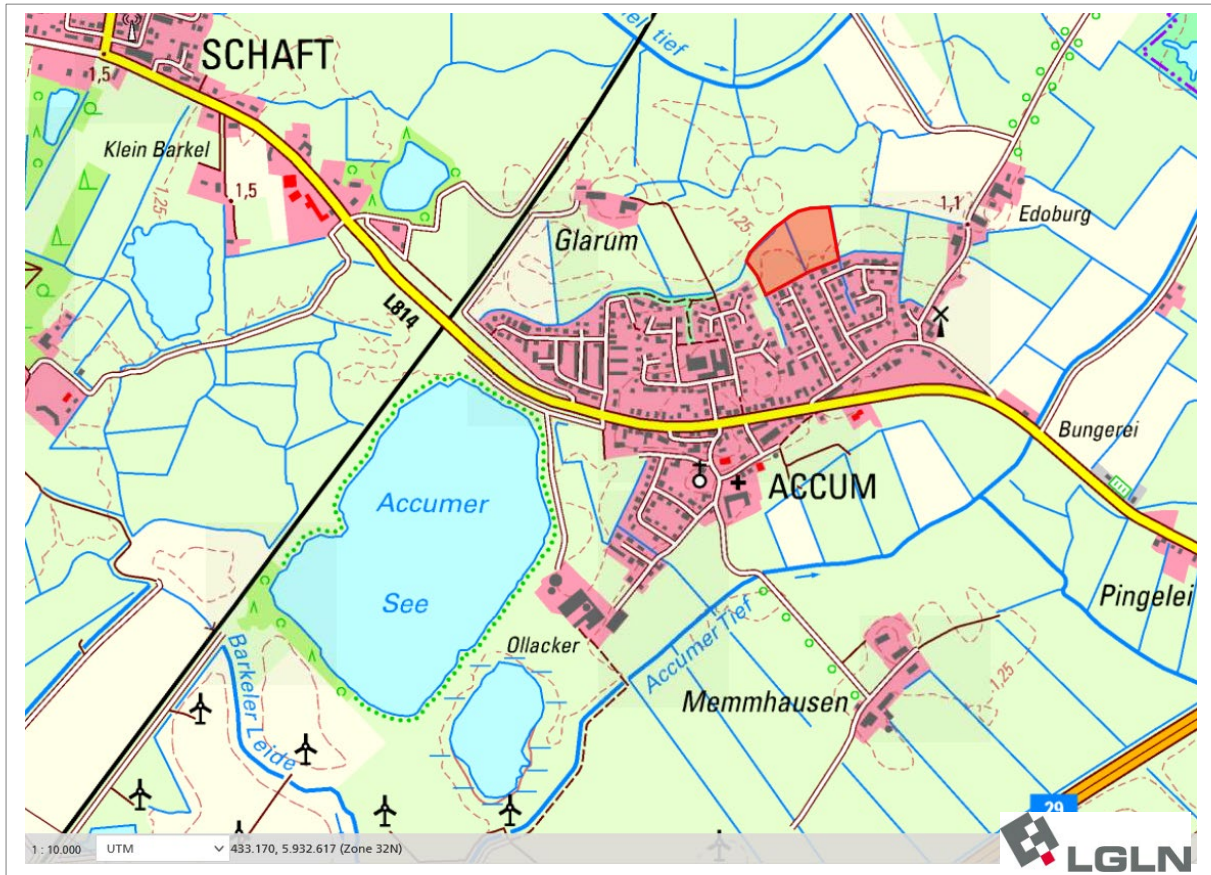 SCHAFT
tief
1,5
Klein Barkel
1,25
1,5
Glarum
1,25
1,1
Edoburg
L814
Bungerei
Accumer
See
ACCUM
Pingelei
Ollacker
Accumer Tief
Memmhausen
1,25
Barkeler Leide
29
1 : 10.000
UTM
433.170, 5.932.617 (Zone 32N)
LGLN